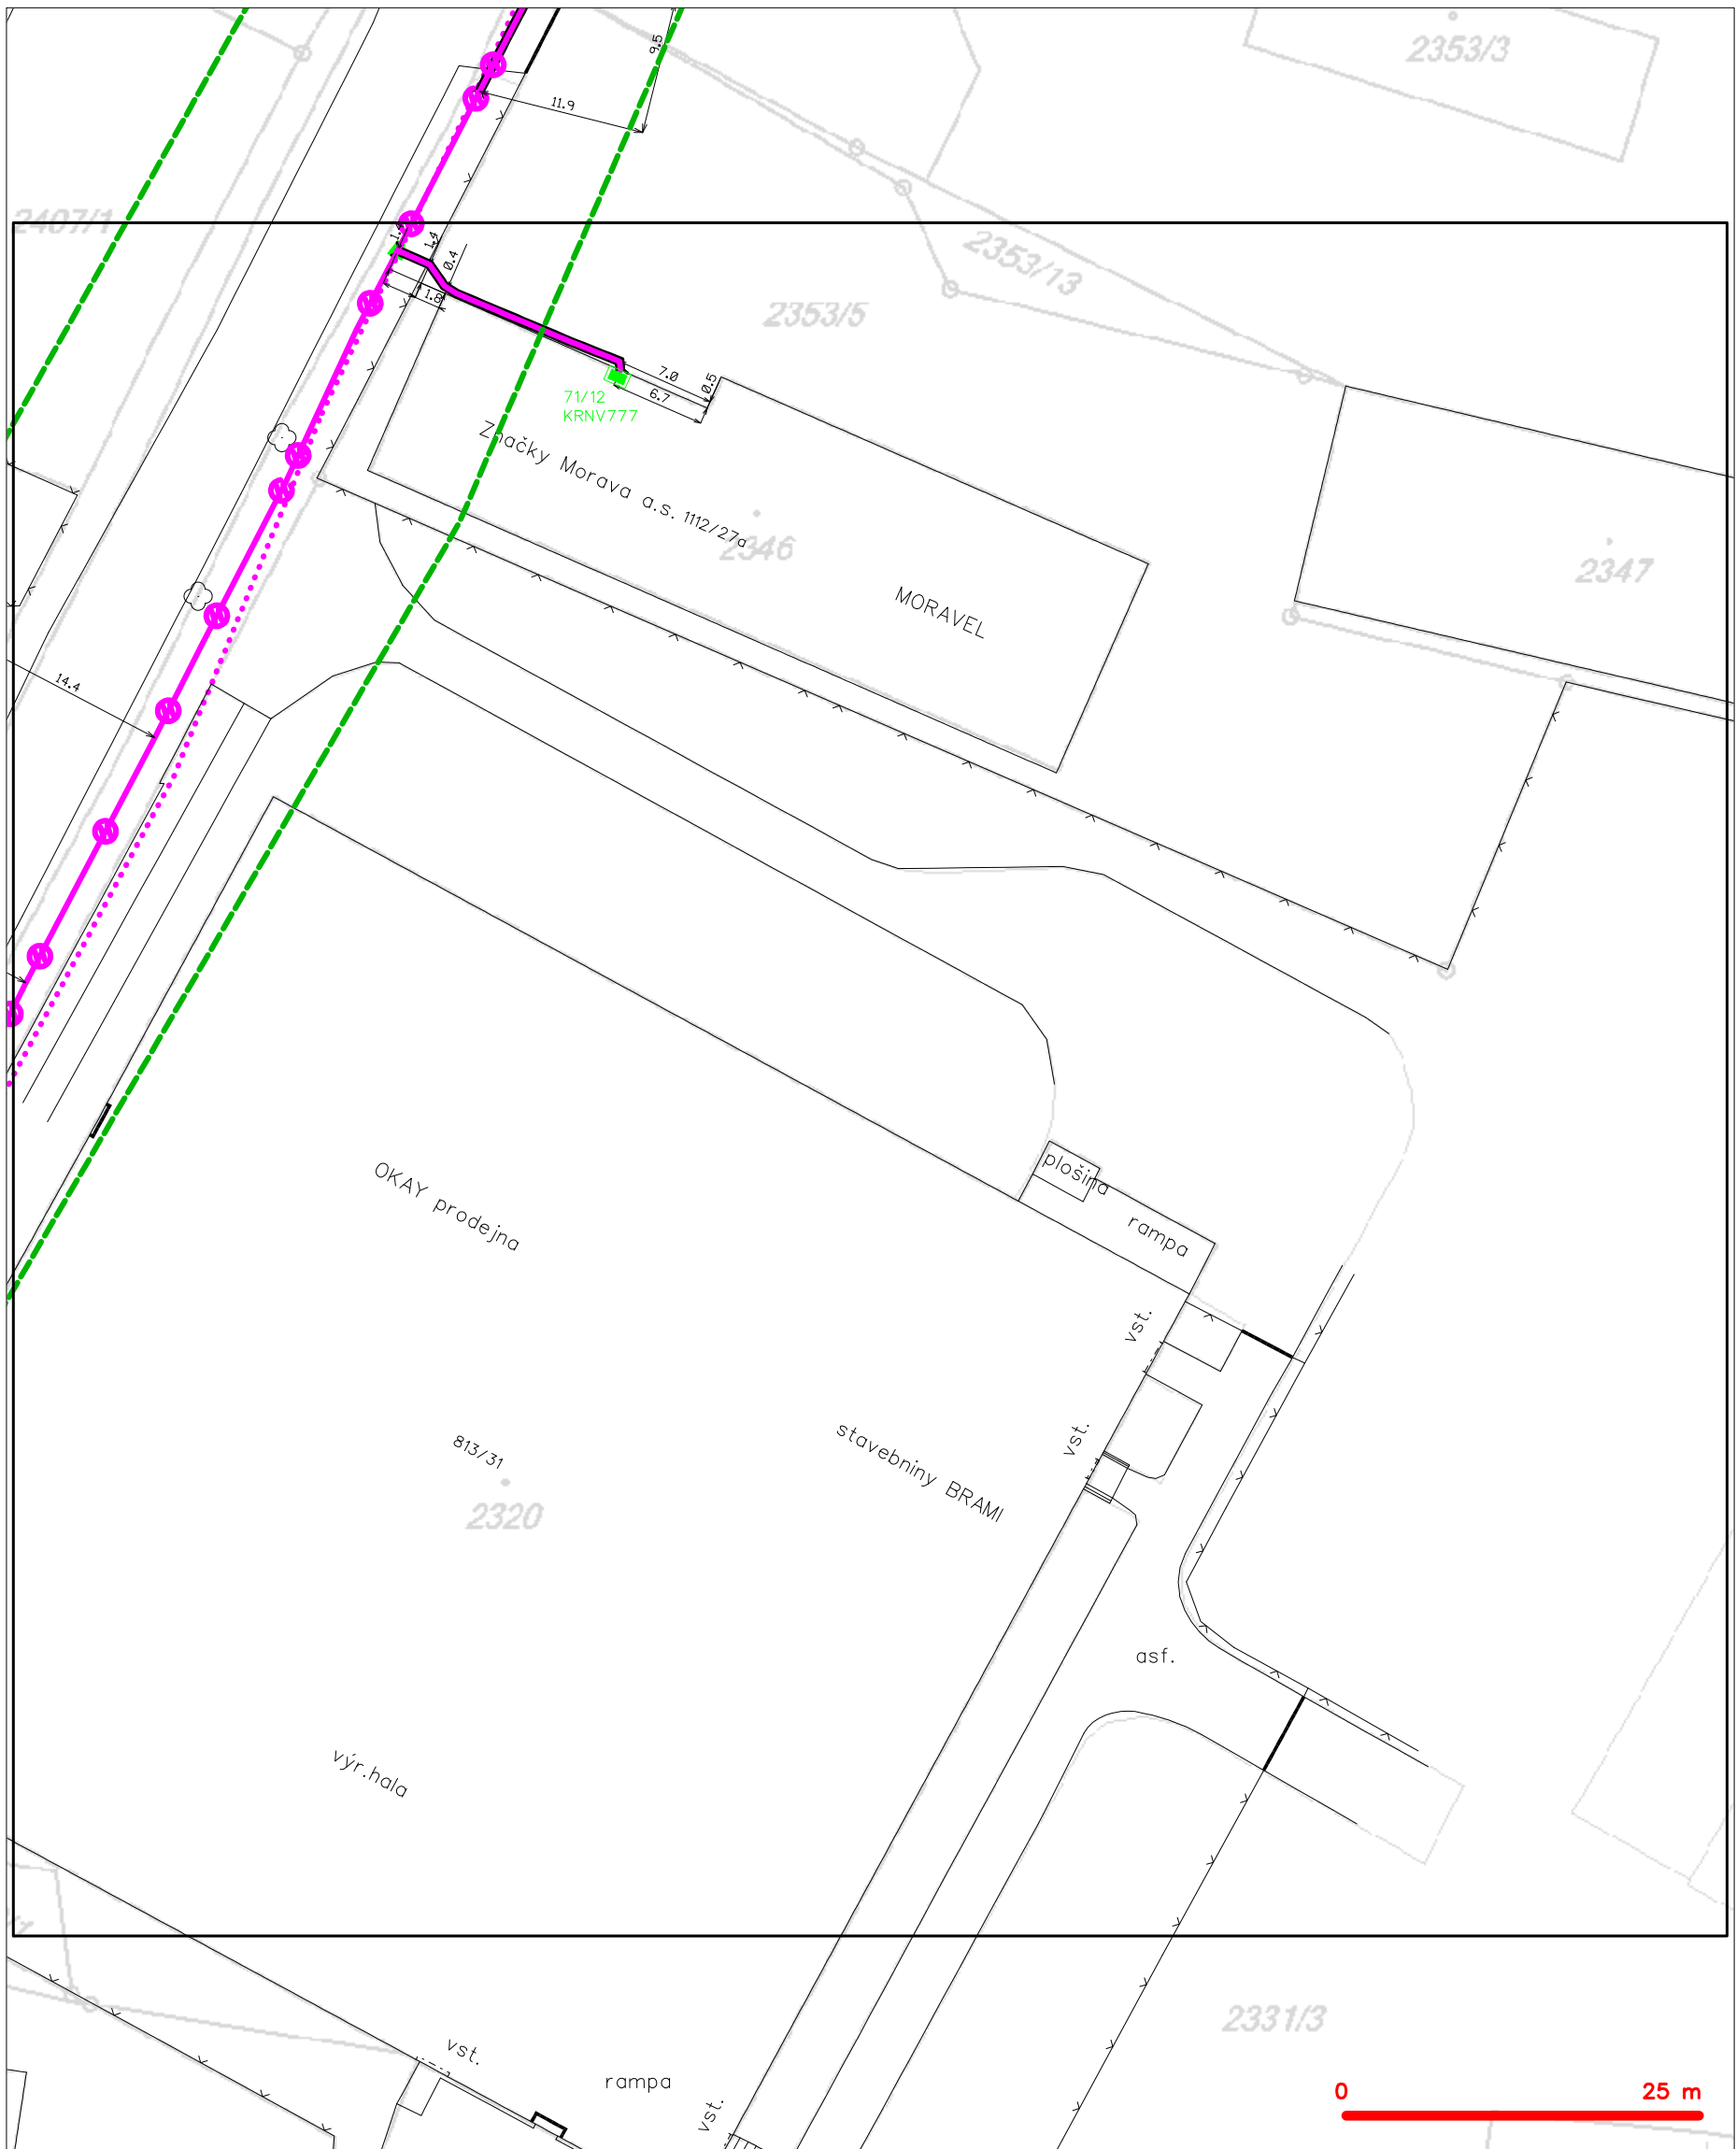 2353/3
9.5
11.9
2407/1
1.4
0.4
2353/13
1.8
2353/5
7.0
0.5
6.7
71/12
KRNV777
Značky Morava a.s. 1112/27a
2346
2347
MORAVEL
14.4
plošina
rampa
OKAY prodejna
vst.
813/31
stavebniny BRAMI
vst.
2320
asf.
výr.hala
2331/3
vst.
rampa
vst.
0 25 m